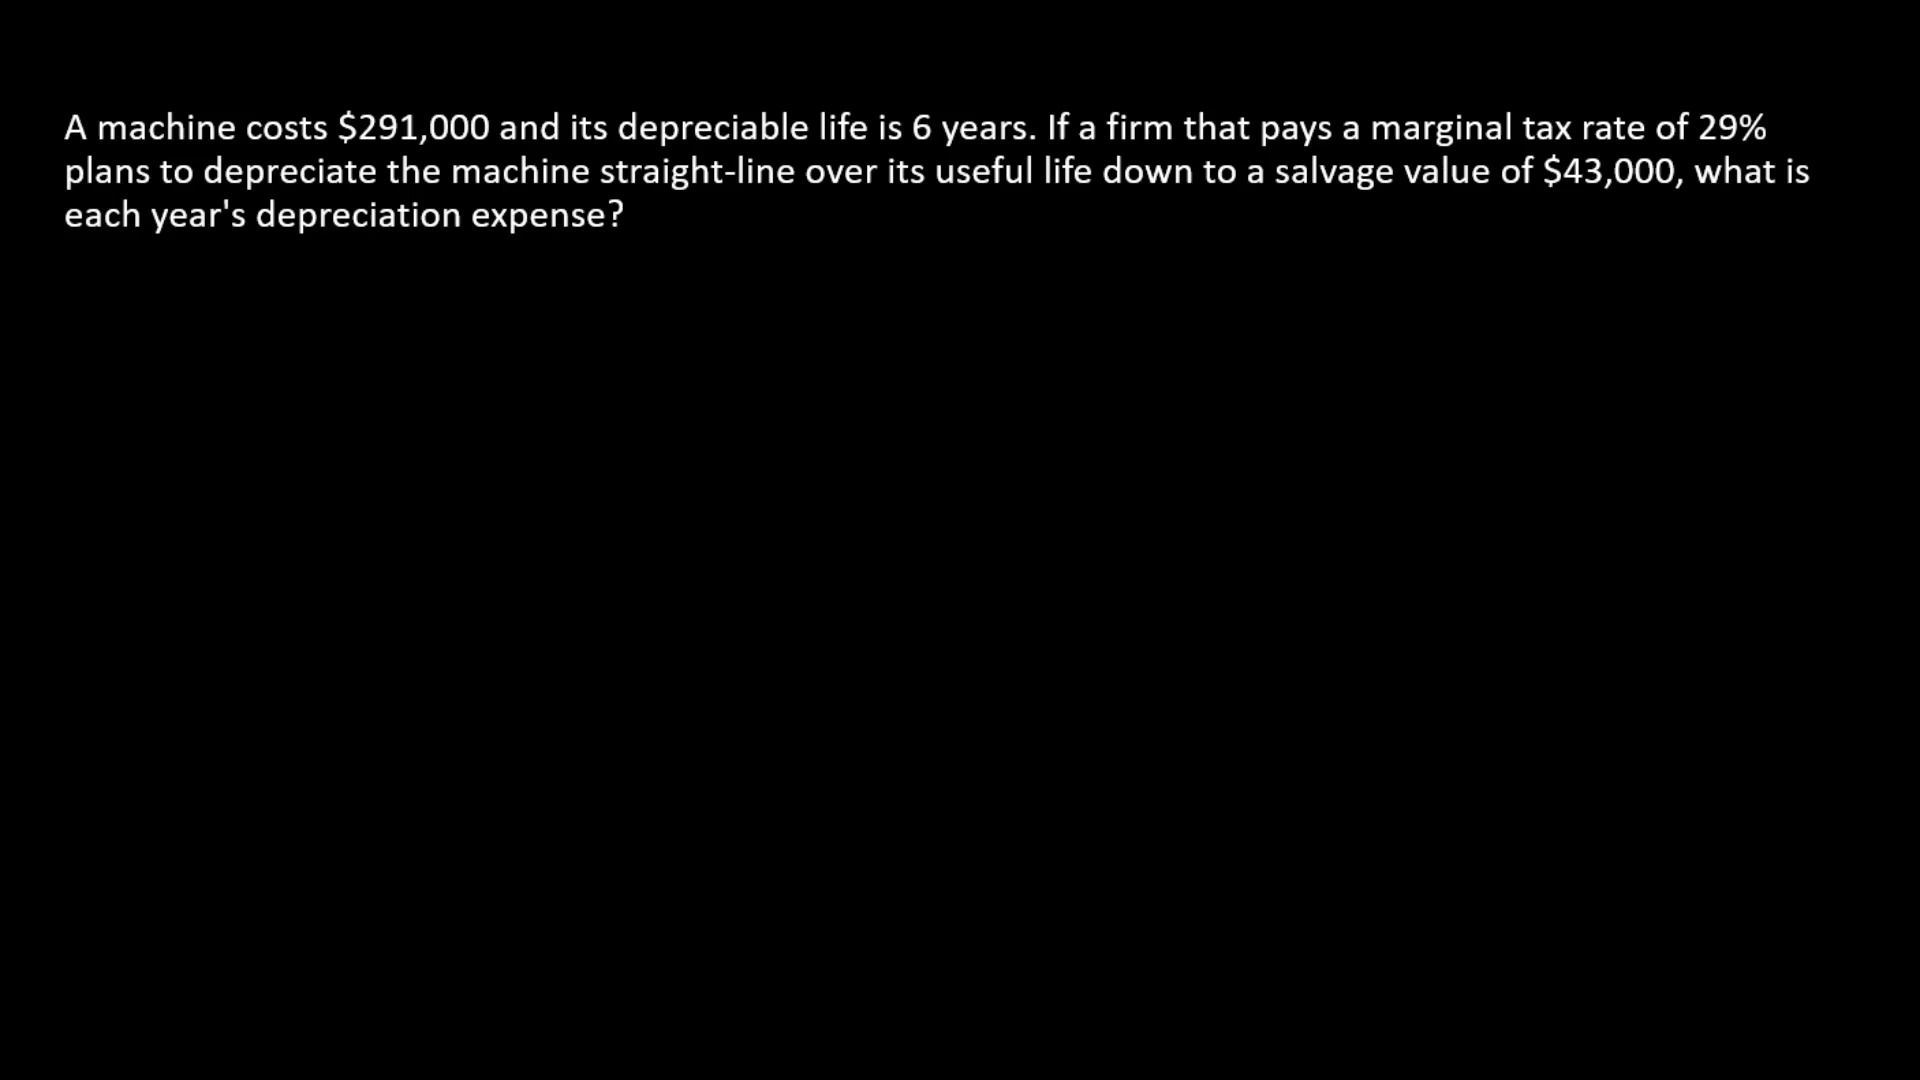 A machine costs $291,000 and its depreciable life is 6 years. If a firm that pays a marginal tax rate of 29%
plans to depreciate the machine straight-line over its useful life down to a salvage value of $43,000, what is
each year's depreciation expense?